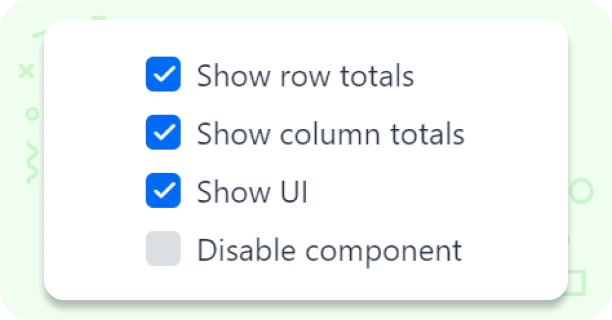 Show row totals
Show column totals
Show UI
Disable component